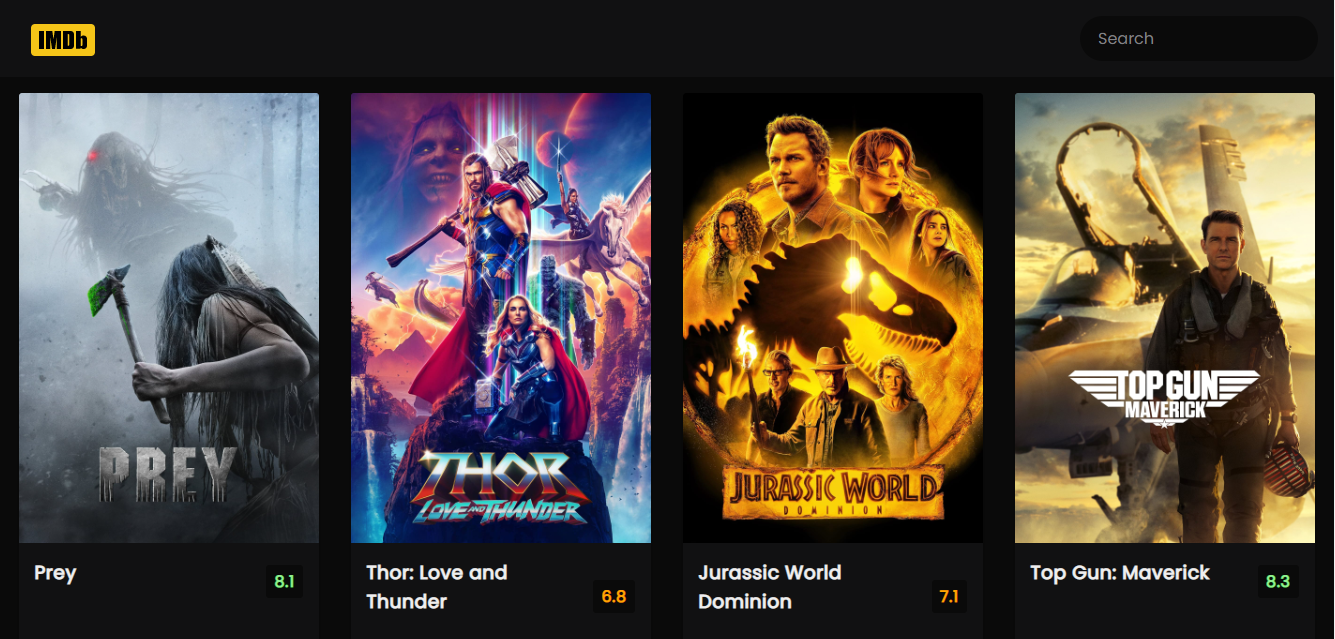 IMDb
Search
PREY
THOR
LOVE AND THUNDER
JURASSIC WORLD
DOMINION
TOP GUN
MAVERICK
Prey
8.1
Thor: Love and
Thunder
6.8
Jurassic World
Dominion
7.1
Top Gun: Maverick
8.3